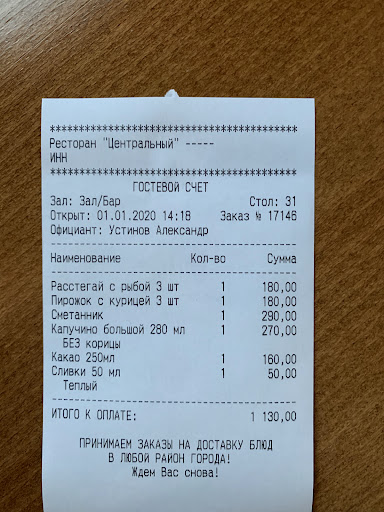 ******************************************
Ресторан "Центральный" -----
ИНН
******************************************
ГОСТЕВОЙ СЧЕТ
Зал: Зал/Бар Стол: 31
Открыт: 01.01.2020 14:18 Заказ № 17146
Официант: Устинов Александр
------------------------------------------
Наименование Кол-во Сумма
------------------------------------------
Расстегай с рыбой 3 шт 1 180,00
Пирожок с курицей 3 шт 1 180,00
Сметанник 1 290,00
Капучино большой 280 мл 1 270,00
БЕЗ корицы
Какао 250мл 1 160,00
Сливки 50 мл 1 50,00
Теплый
------------------------------------------
ИТОГО К ОПЛАТЕ: 1 130,00
------------------------------------------
ПРИНИМАЕМ ЗАКАЗЫ НА ДОСТАВКУ БЛЮД
В ЛЮБОЙ РАЙОН ГОРОДА!
Ждем Вас снова!